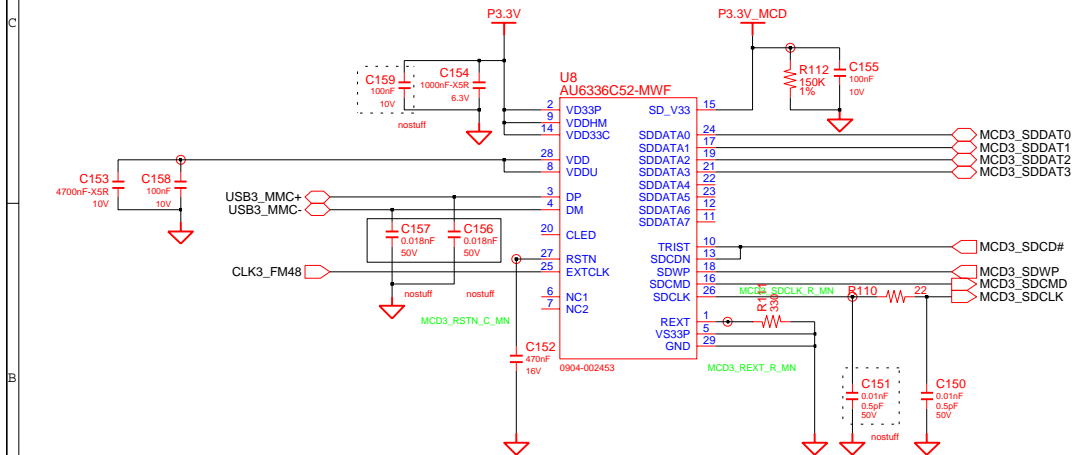 C
P3.3V
P3.3V_MCD
C159
100nF
10V
nostuff
C154
1000nF-X5R
6.3V
U8
AU6336C52-MWF
R112
150K
1%
C155
100nF
10V
2 VD33P
9 VDDHM
14 VD33C
28 VDD
8 VDDU
3 DP
4 DM
20 CLED
27 RSTN
25 EXTCLK
6 NC1
7 NC2
SD_V33 15
SDDATA0 24
SDDATA1 17
SDDATA2 19
SDDATA3 21
SDDATA4 22
SDDATA5 23
SDDATA6 12
SDDATA7 11
TRIST 10
SDCDN 13
SDWP 18
SDCMD 16
SDCLK 26
REXT 1
VS33P 5
GND 29
0904-002453
MCD3_SDDAT0
MCD3_SDDAT1
MCD3_SDDAT2
MCD3_SDDAT3
MCD3_SDCD#
MCD3_SDWP
MCD3_SDCMD
MCD3_SDCLK
C153
4700nF-X5R
10V
C158
100nF
10V
USB3_MMC+
USB3_MMC-
C157
0.018nF
50V
nostuff
C156
0.018nF
50V
nostuff
CLK3_FM48
MCD3_RSTN_C_MN
MCD3_SDCLK_R_MN
R110
22
R111
330
MCD3_REXT_R_MN
C152
470nF
16V
B
C151
0.01nF
0.5pF
50V
nostuff
C150
0.01nF
0.5pF
50V